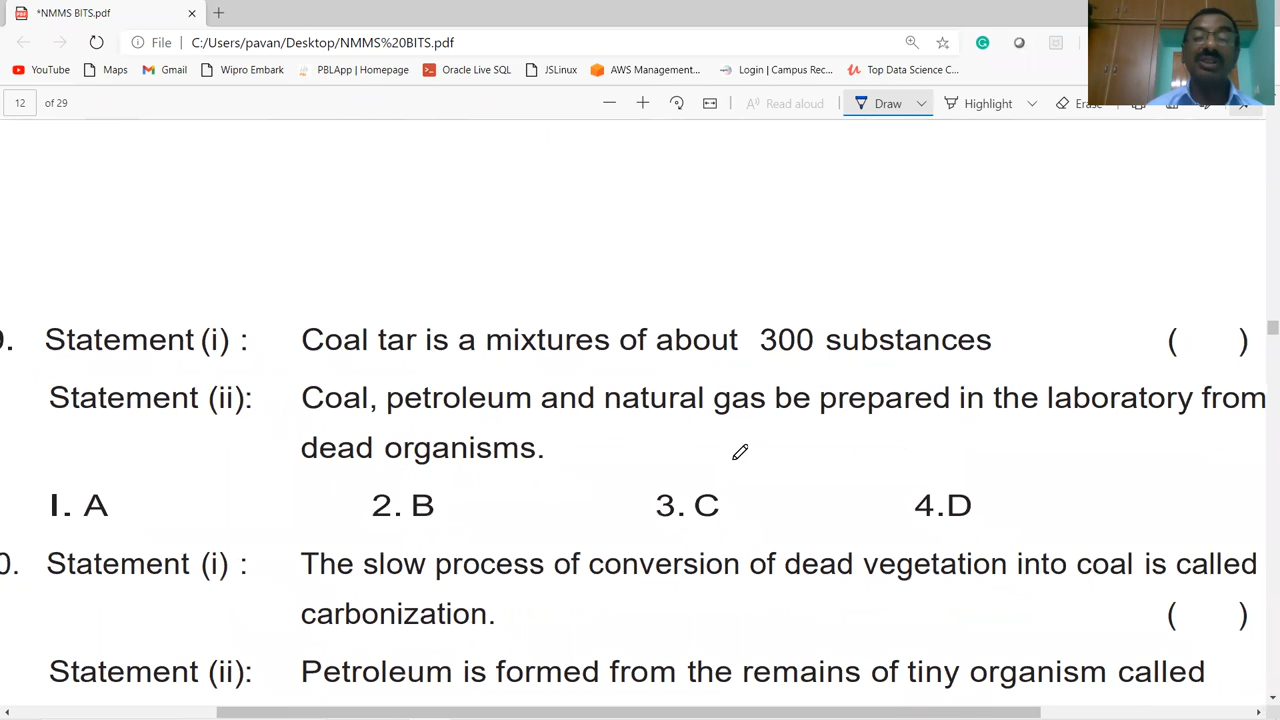 *NMMS BITS.pdf
File C:/Users/pavan/Desktop/NMMS%20BITS.pdf
YouTube Maps Gmail Wipro Embark PBLApp | Homepage Oracle Live SQL JSLinux AWS Management... Login | Campus Rec... Top Data Science C...
12 of 29 Read aloud Draw Highlight Erase
9. Statement (i) : Coal tar is a mixtures of about 300 substances ( )
Statement (ii): Coal, petroleum and natural gas be prepared in the laboratory from
dead organisms.
I. A 2. B 3. C 4.D
0. Statement (i) : The slow process of conversion of dead vegetation into coal is called
carbonization. ( )
Statement (ii): Petroleum is formed from the remains of tiny organism called